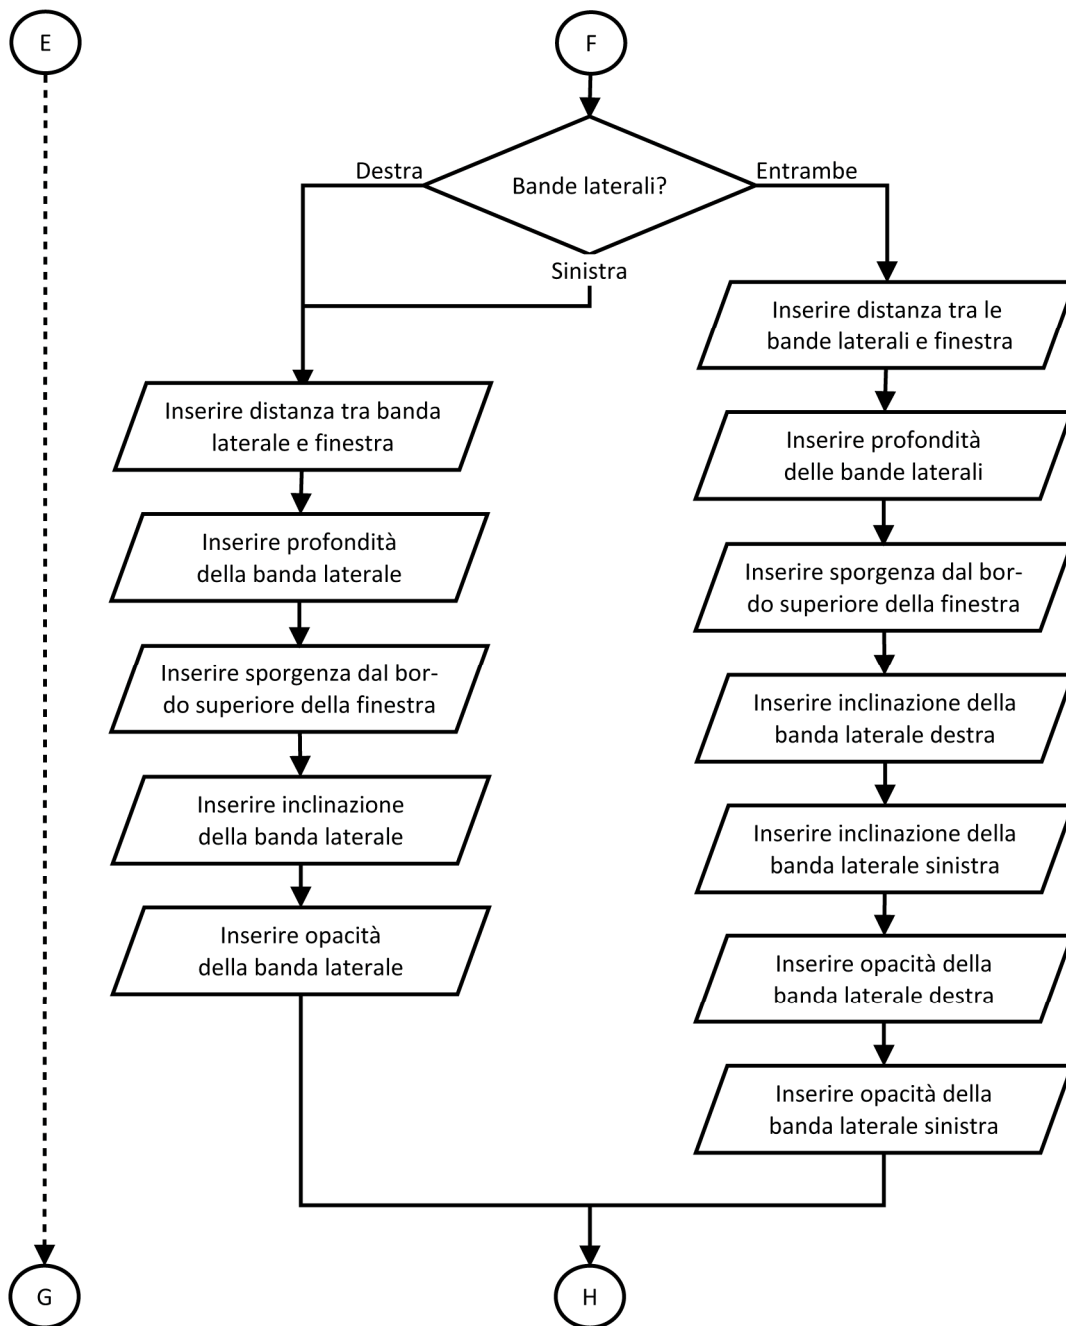 E
F
Bande laterali?
Destra
Entrambe
Sinistra
Inserire distanza tra banda
laterale e finestra
Inserire profondità
della banda laterale
Inserire sporgenza dal bor-
do superiore della finestra
Inserire inclinazione
della banda laterale
Inserire opacità
della banda laterale
Inserire distanza tra le
bande laterali e finestra
Inserire profondità
delle bande laterali
Inserire sporgenza dal bor-
do superiore della finestra
Inserire inclinazione della
banda laterale destra
Inserire inclinazione della
banda laterale sinistra
Inserire opacità della
banda laterale destra
Inserire opacità della
banda laterale sinistra
G
H